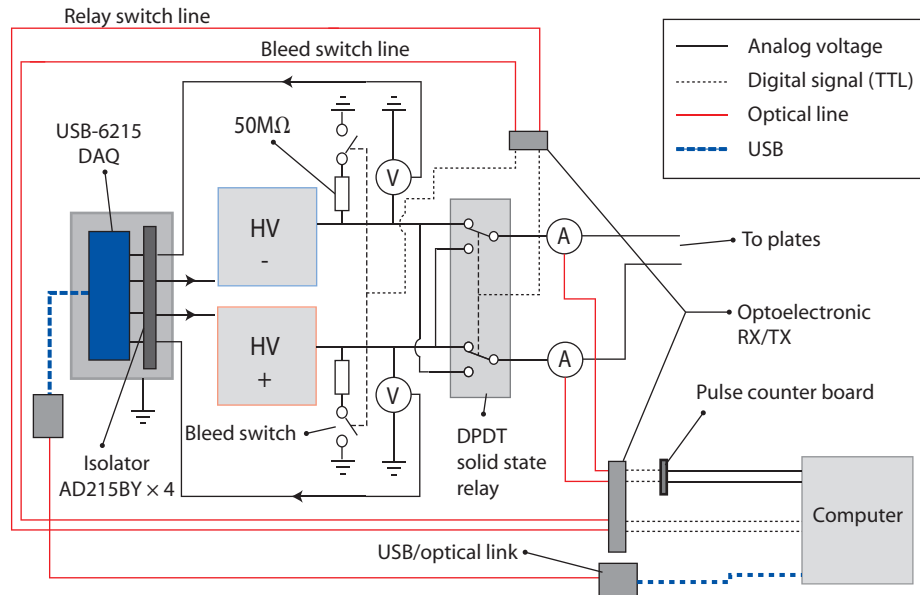 Relay switch line
Bleed switch line
Analog voltage
Digital signal (TTL)
Optical line
USB
USB-6215
DAQ
50MΩ
HV
-
HV
+
V
V
A
A
To plates
Optoelectronic
RX/TX
Pulse counter board
Bleed switch
DPDT
solid state
relay
Isolator
AD215BY × 4
Computer
USB/optical link